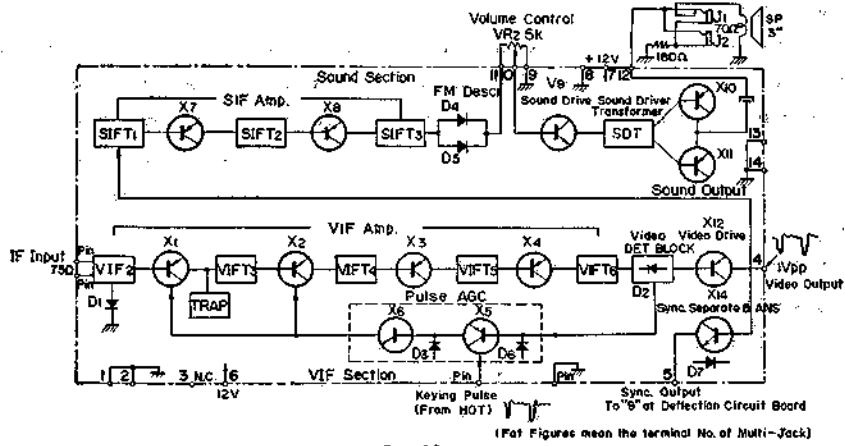 Volume Control
VR2 5K
J1
70Ω
J2
SP
3"
160Ω
+12V
11 10 9
8 17 12
Sound Section
SIF Amp.
FM Descri
D4
V9
Sound Drive
Sound Driver
Transformer
X10
X7
X8
SIFT1
SIFT2
SIFT3
D5
SDT
X11
13
14
Sound Output
VIF Amp.
IF Input
75Ω
Pin
Pin
VIF2
X1
X2
X3
X4
VIFT3
VIFT4
VIFT5
VIFT6
Video
DET BLOCK
D2
X12
Video Drive
4
1Vpp
Video Output
D1
TRAP
Pulse AGC
X6
X5
D3
D6
X14
Sync. Separate & ANS
D7
1 2 3 N.C. 6
12V
VIF Section
Pin
Pin
5
Keying Pulse
(From HOT)
Sync. Output
To "9" at Deflection Circuit Board
(Fat Figures mean the terminal No. of Multi-Jack)